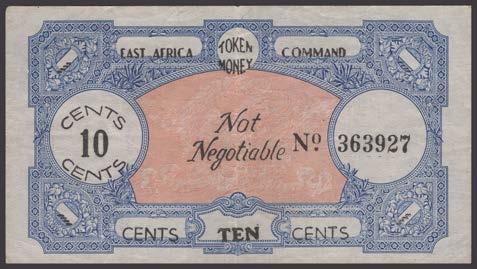 EAST AFRICA TOKEN MONEY COMMAND
CENTS 10 CENTS
Not Negotiable
Nº 363927
CENTS TEN CENTS